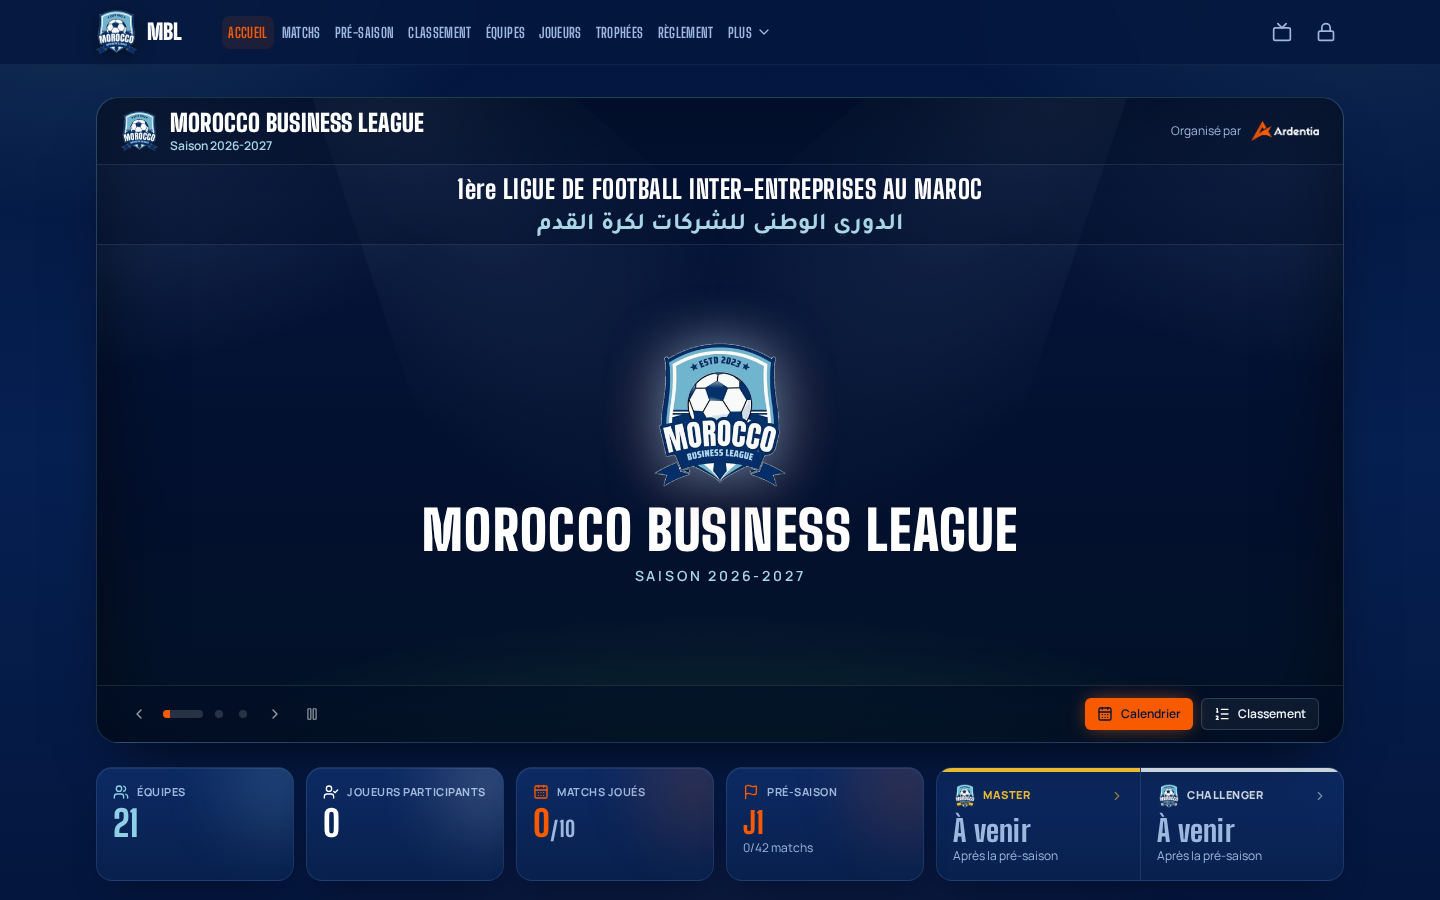 MBL
ACCUEIL
MATCHS
PRÉ-SAISON
CLASSEMENT
ÉQUIPES
JOUEURS
TROPHÉES
RÈGLEMENT
PLUS
MOROCCO
MOROCCO BUSINESS LEAGUE
Saison 2026-2027
Organisé par
Ardentia
1ère LIGUE DE FOOTBALL INTER-ENTREPRISES AU MAROC
الدورى الوطنى للشركات لكرة القدم
ESTD 2023
MOROCCO
BUSINESS LEAGUE
MOROCCO BUSINESS LEAGUE
SAISON 2026-2027
Calendrier
Classement
ÉQUIPES
21
JOUEURS PARTICIPANTS
0
MATCHS JOUÉS
0/10
PRÉ-SAISON
J1
0/42 matchs
MASTER
À venir
Après la pré-saison
CHALLENGER
À venir
Après la pré-saison